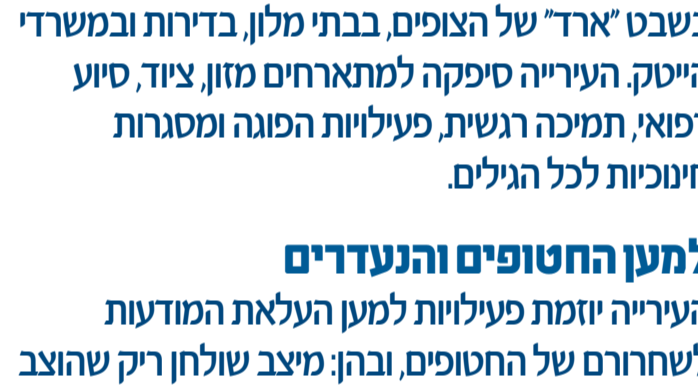 בשבט "ארד" של הצופים, בבתי מלון, בדירות ובמשרדי
הייטק. העירייה סיפקה למתארחים מזון, ציוד, סיוע
רפואי, תמיכה רגשית, פעילויות הפוגה ומסגרות
חינוכיות לכל הגילים.
למען החטופים והנעדרים
העירייה יוזמת פעילויות למען העלאת המודעות
לשחרורם של החטופים, ובהן: מיצב שולחן ריק שהוצב